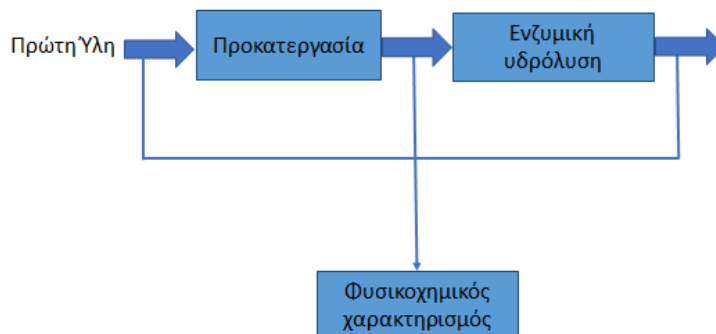 Πρώτη Ύλη
Προκατεργασία
Ενζυμική
υδρόλυση
Φυσικοχημικός
χαρακτηρισμός